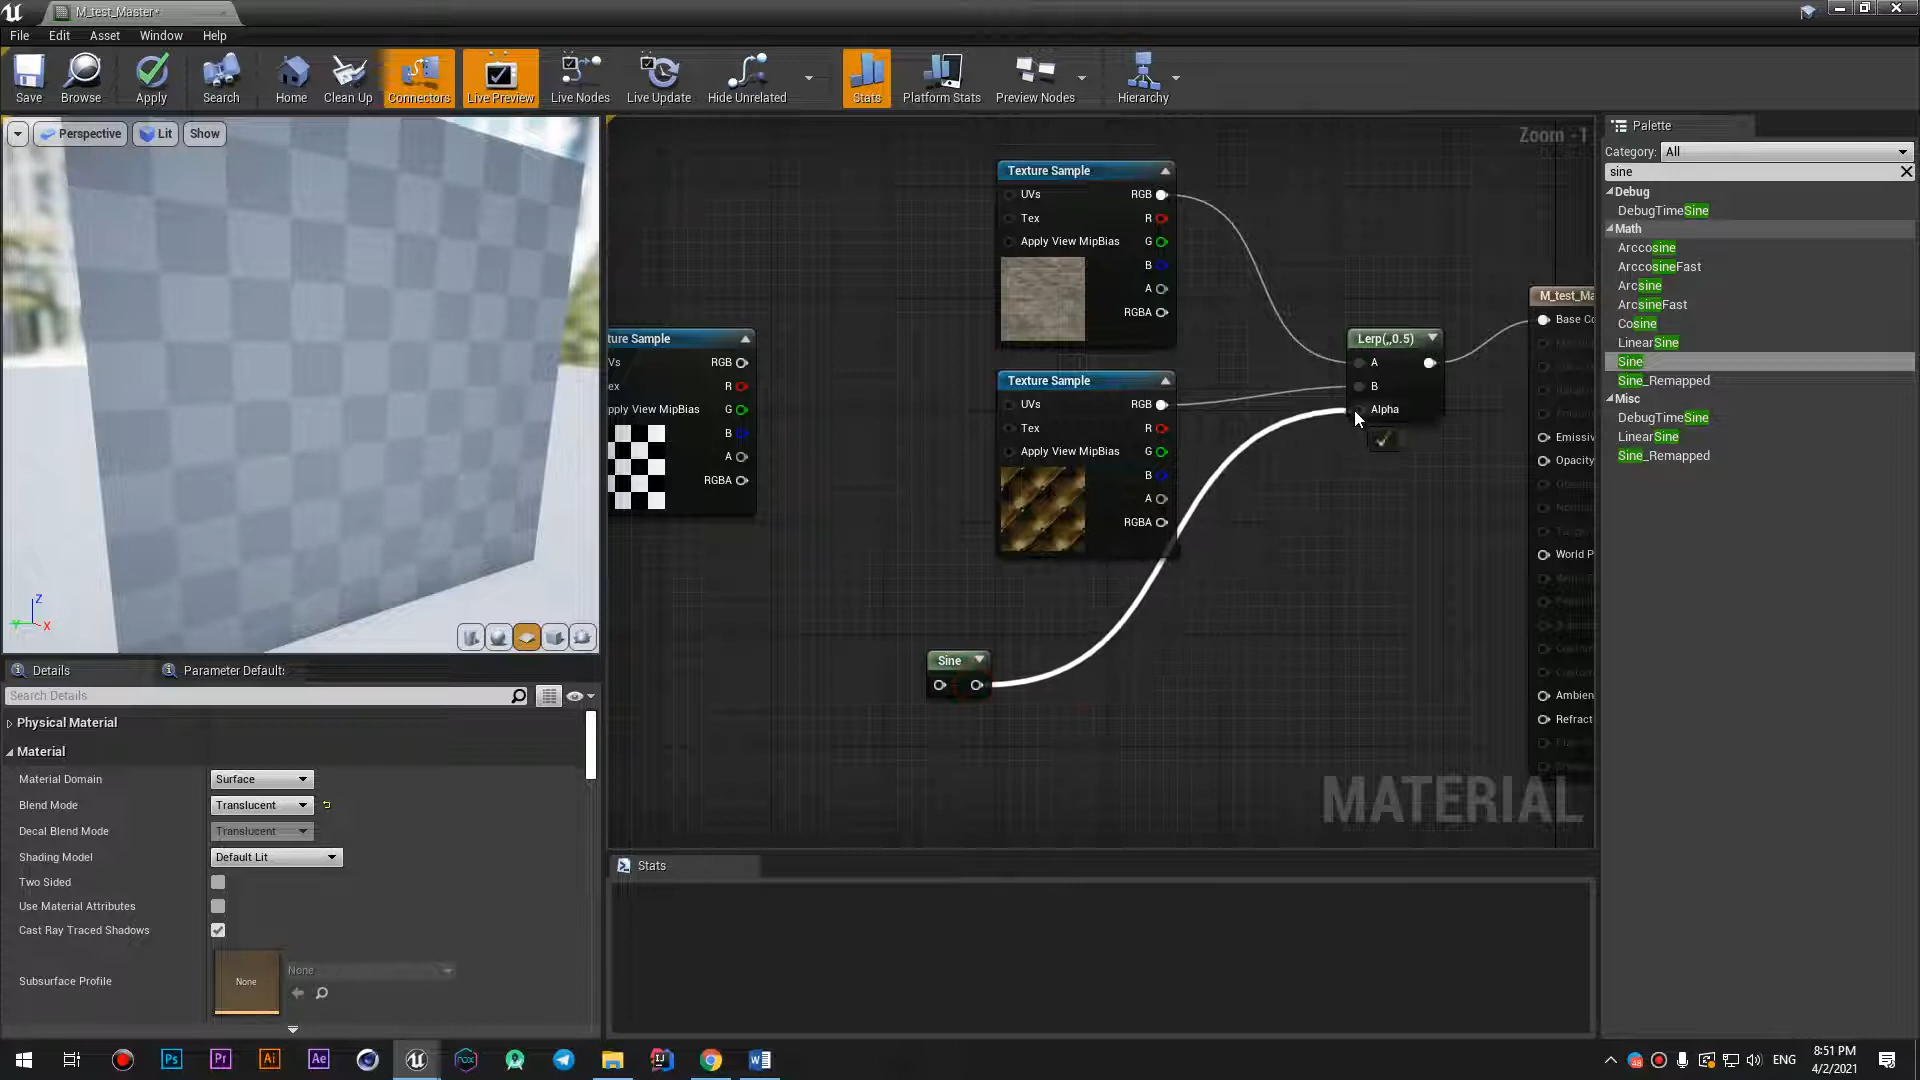 M_test_Master*
File Edit Asset Window Help
Save Browse Apply Search Home Clean Up Connectors Live Preview Live Nodes Live Update Hide Unrelated Stats Platform Stats Preview Nodes Hierarchy
Perspective Lit Show
Zoom -1
Palette
Category: All
sine
Debug
DebugTimeSine
Math
Arccosine
ArccosineFast
Arcsine
ArcsineFast
Cosine
LinearSine
Sine
Sine_Remapped
Misc
DebugTimeSine
LinearSine
Sine_Remapped
Texture Sample
UVs RGB
Tex R
Apply View MipBias G
B
A
RGBA
ture Sample
Vs RGB
ex R
pply View MipBias G
B
A
RGBA
Texture Sample
UVs RGB
Tex R
Apply View MipBias G
B
A
RGBA
Lerp(,,0.5)
A
B
Alpha
M_test_Ma
Base Co
Emissiv
Opacity
World P
Ambien
Refract
Sine
MATERIAL
Z
Y
X
Details Parameter Default:
Search Details
Physical Material
Material
Material Domain Surface
Blend Mode Translucent
Decal Blend Mode Translucent
Shading Model Default Lit
Two Sided
Use Material Attributes
Cast Ray Traced Shadows
Subsurface Profile None None
Stats
Ps Pr Ai Ae
ENG
8:51 PM
4/2/2021